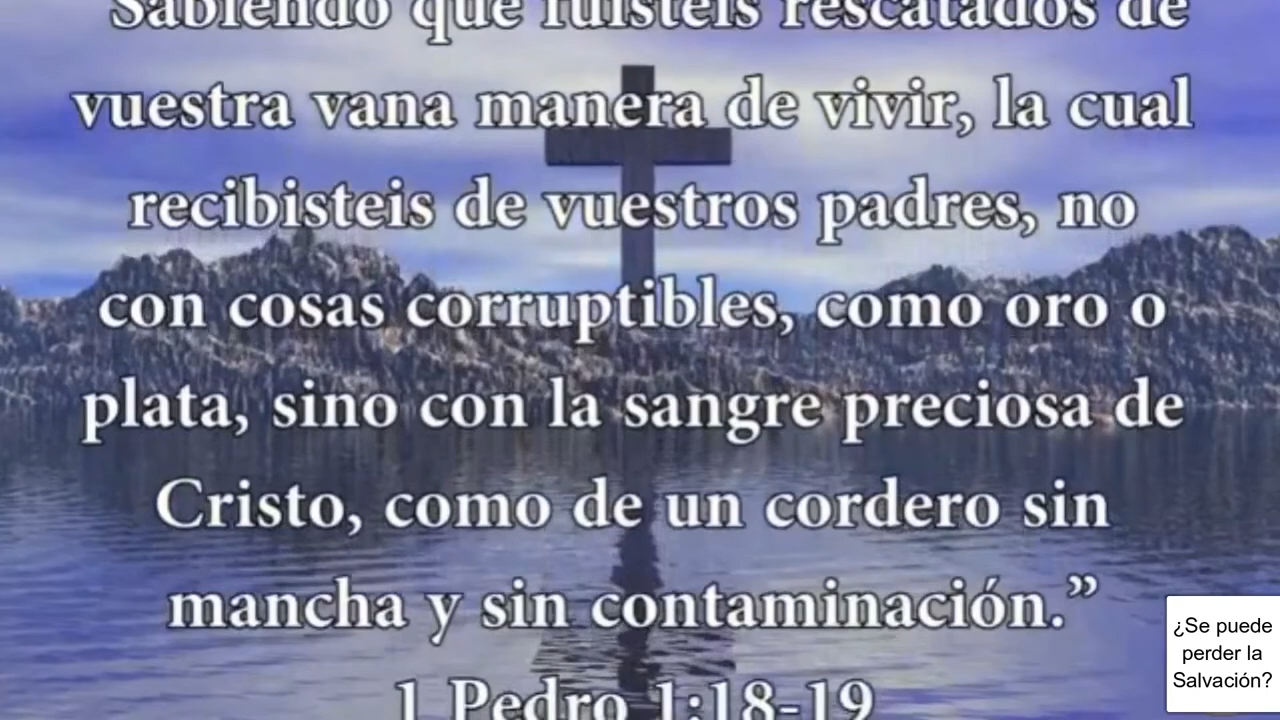 Sabiendo que fuisteis rescatados de
vuestra vana manera de vivir, la cual
recibisteis de vuestros padres, no
con cosas corruptibles, como oro o
plata, sino con la sangre preciosa de
Cristo, como de un cordero sin
mancha y sin contaminación.”
1 Pedro 1:18-19
¿Se puede
perder la
Salvación?